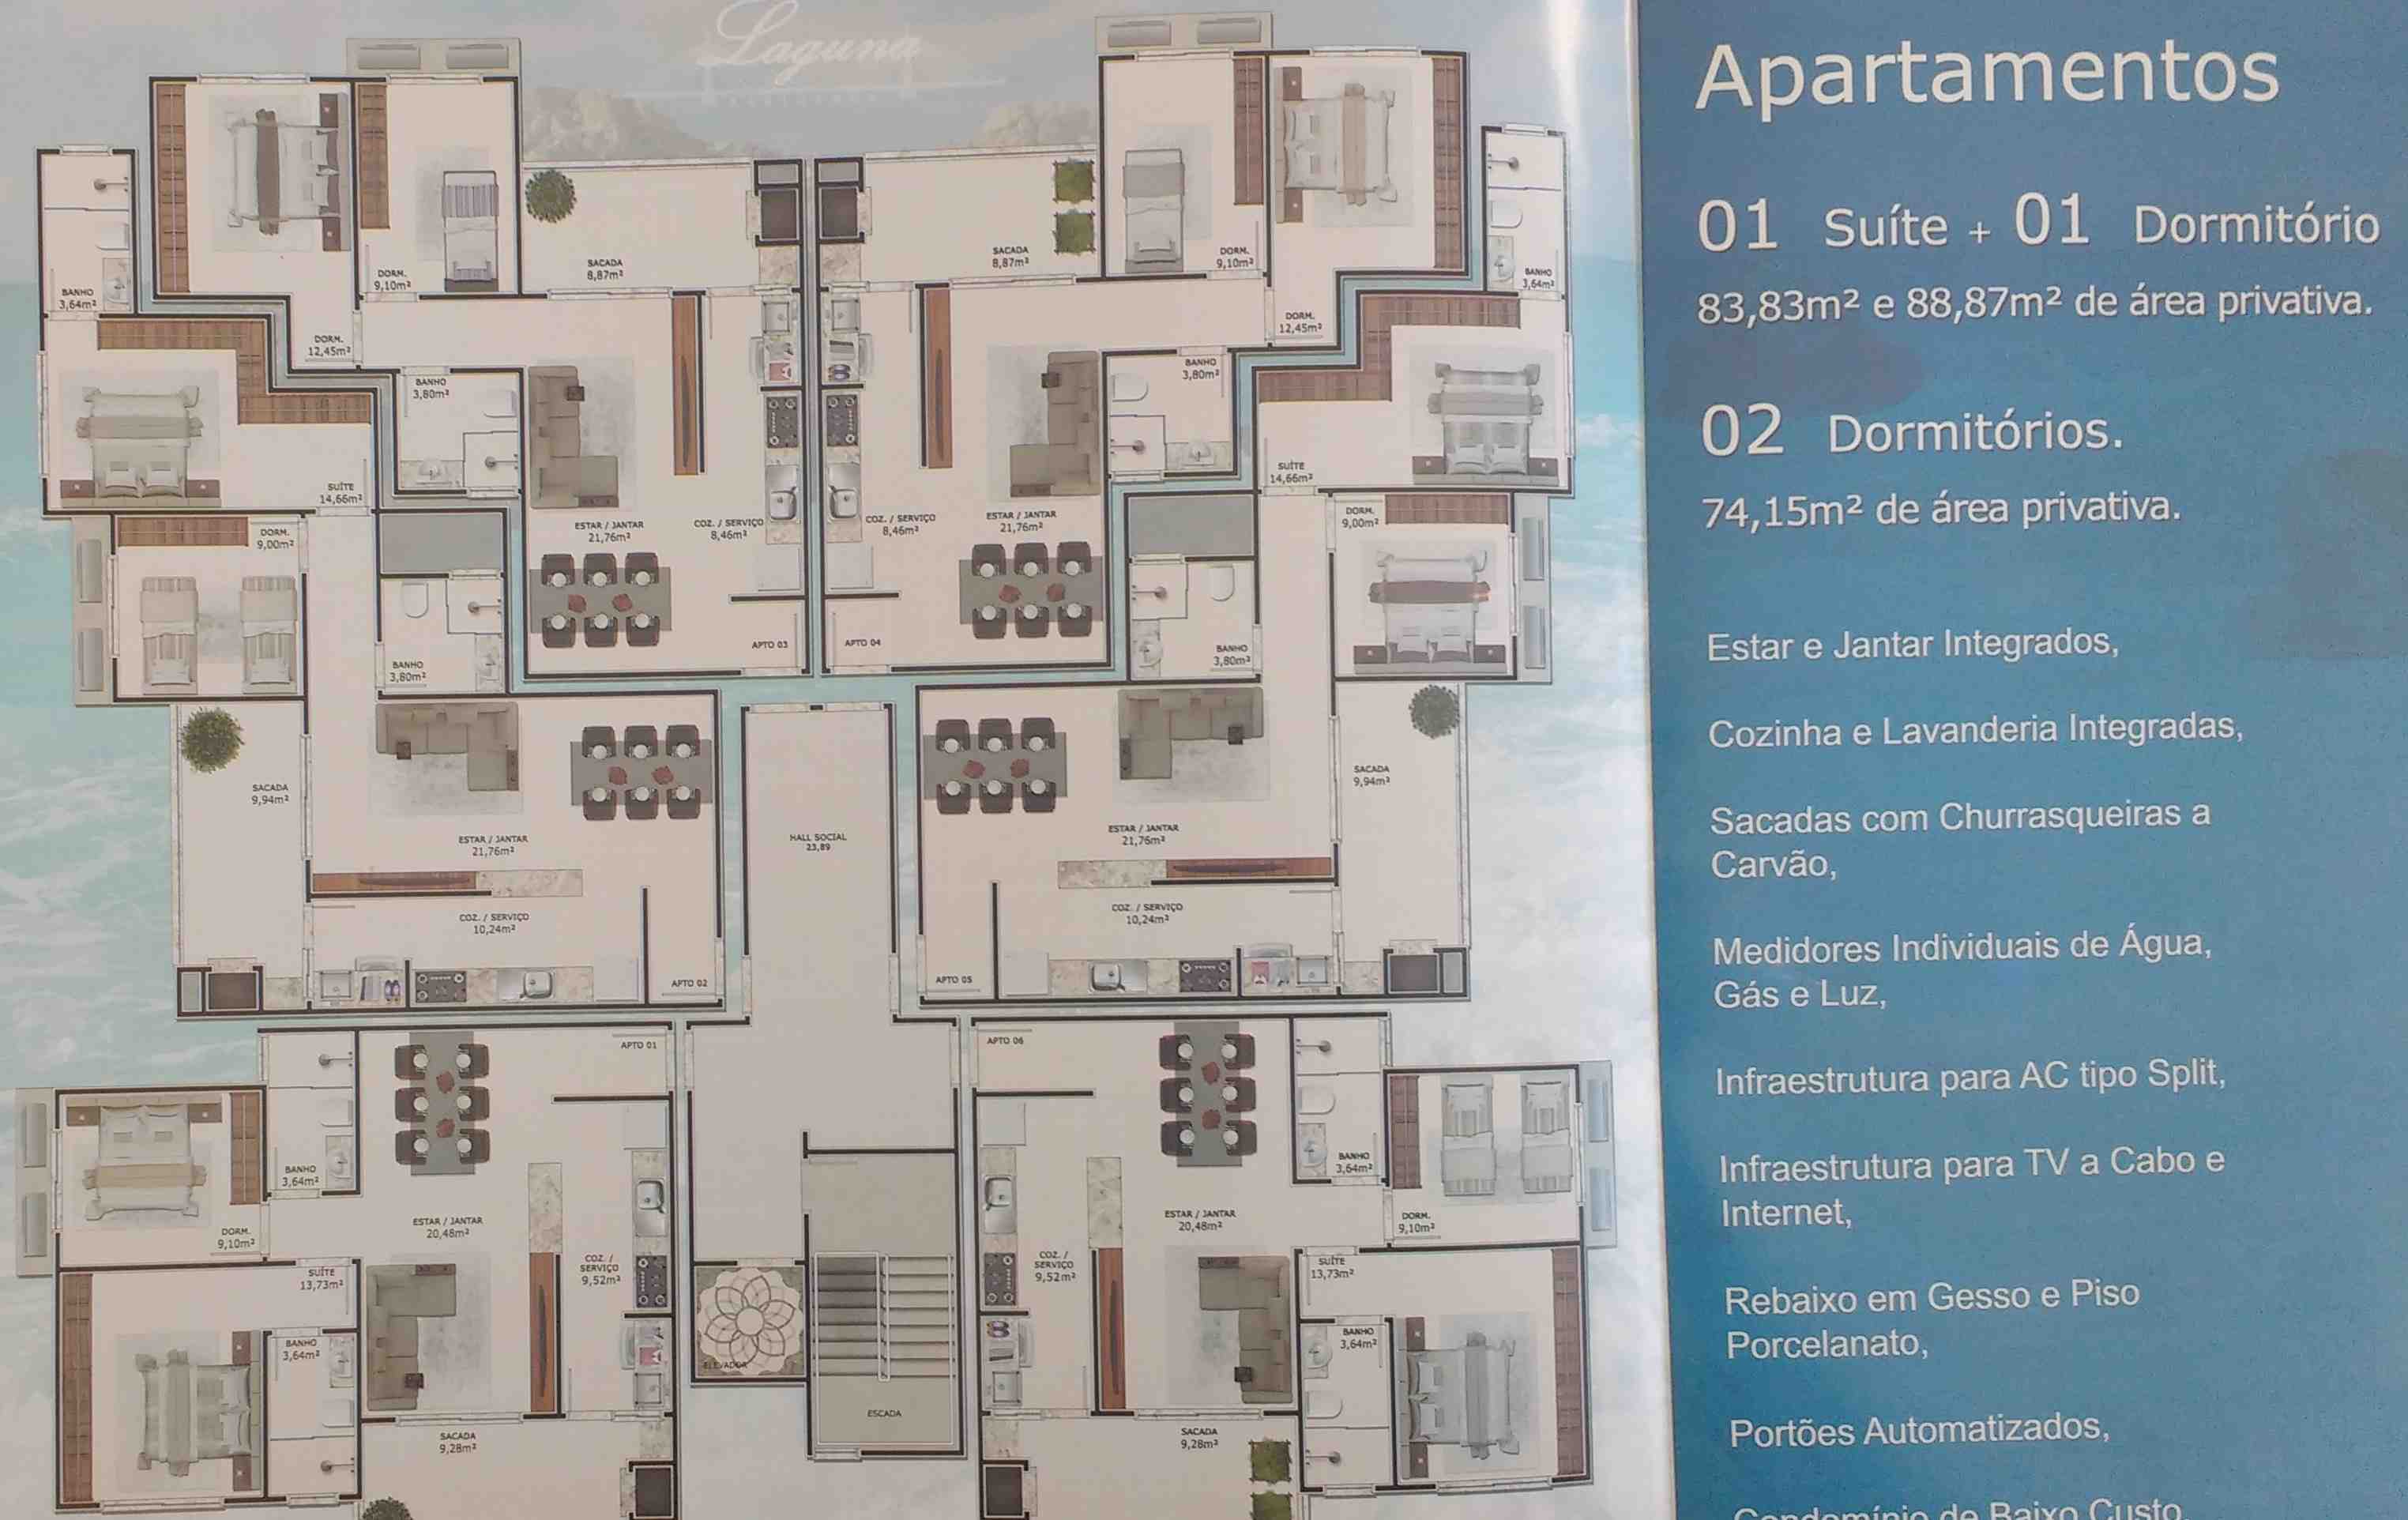 Laguna
BANHO
3,64m²
DORM.
12,45m²
DORM.
9,10m²
SACADA
8,87m²
SACADA
8,87m²
DORM.
9,10m²
DORM.
12,45m²
BANHO
3,64m²
SUÍTE
14,66m²
BANHO
3,80m²
ESTAR / JANTAR
21,76m²
COZ. / SERVIÇO
8,46m²
APTO 03
COZ. / SERVIÇO
8,46m²
ESTAR / JANTAR
21,76m²
APTO 04
BANHO
3,80m²
SUÍTE
14,66m²
DORM.
9,00m²
BANHO
3,80m²
SACADA
9,94m²
ESTAR / JANTAR
21,76m²
COZ. / SERVIÇO
10,24m²
APTO 02
HALL SOCIAL
23,89
DORM.
9,00m²
BANHO
3,80m²
SACADA
9,94m²
ESTAR / JANTAR
21,76m²
COZ. / SERVIÇO
10,24m²
APTO 05
APTO 01
BANHO
3,64m²
DORM.
9,10m²
ESTAR / JANTAR
20,48m²
COZ. /
SERVIÇO
9,52m²
SUÍTE
13,73m²
BANHO
3,64m²
SACADA
9,28m²
ELEVADOR
ESCADA
APTO 06
BANHO
3,64m²
DORM.
9,10m²
ESTAR / JANTAR
20,48m²
COZ. /
SERVIÇO
9,52m²
SUÍTE
13,73m²
BANHO
3,64m²
SACADA
9,28m²
Apartamentos
01 Suíte + 01 Dormitório
83,83m² e 88,87m² de área privativa.
02 Dormitórios.
74,15m² de área privativa.
Estar e Jantar Integrados,
Cozinha e Lavanderia Integradas,
Sacadas com Churrasqueiras a
Carvão,
Medidores Individuais de Água,
Gás e Luz,
Infraestrutura para AC tipo Split,
Infraestrutura para TV a Cabo e
Internet,
Rebaixo em Gesso e Piso
Porcelanato,
Portões Automatizados,
Condomínio de Baixo Custo,